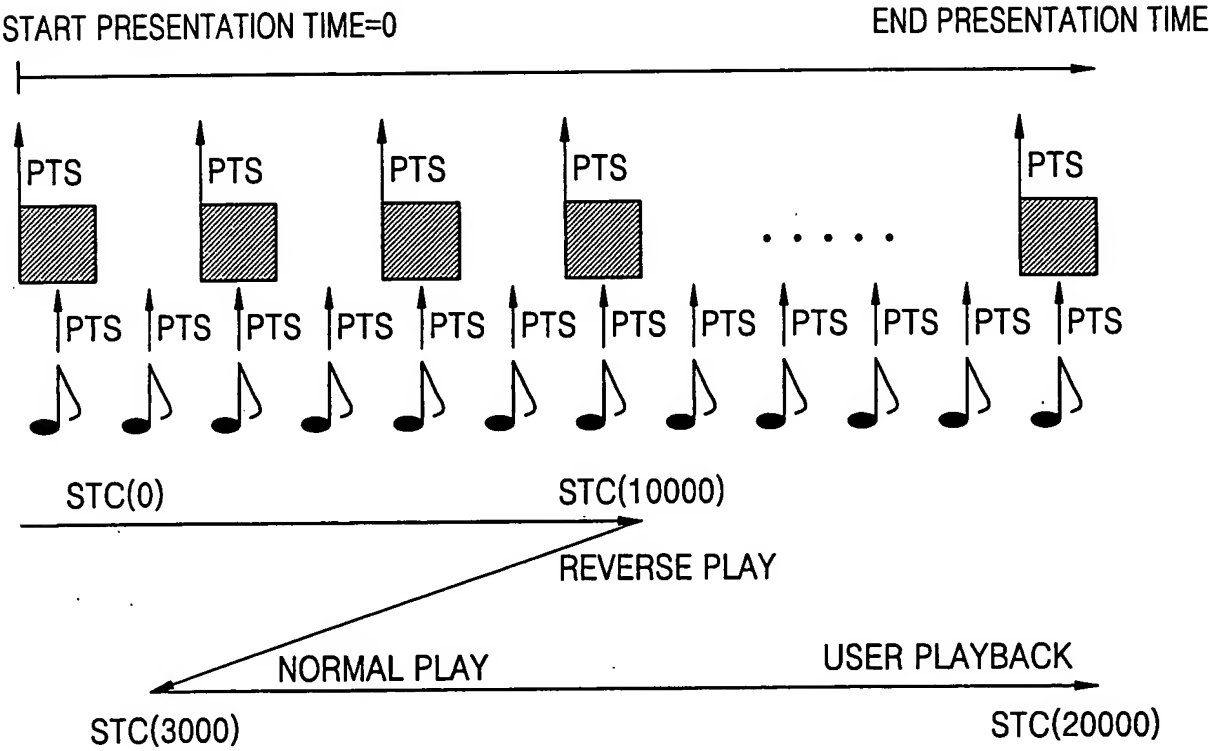 START PRESENTATION TIME=0 END PRESENTATION TIME
PTS PTS PTS PTS PTS
PTS PTS PTS PTS PTS PTS PTS PTS PTS PTS PTS PTS
STC(0) STC(10000)
REVERSE PLAY
NORMAL PLAY USER PLAYBACK
STC(3000) STC(20000)